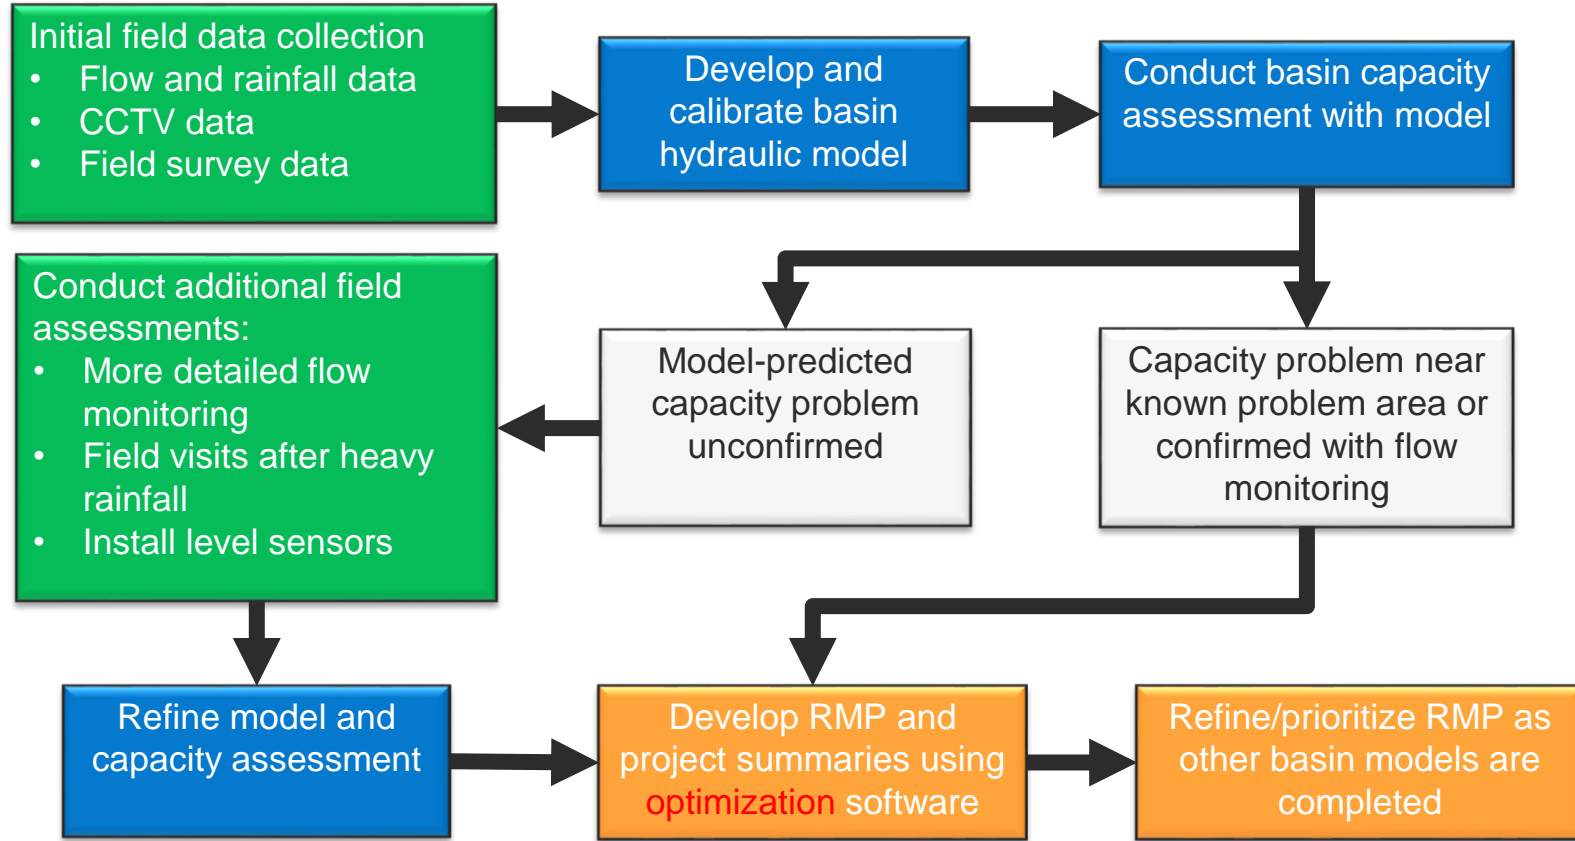 Initial field data collection
• Flow and rainfall data
• CCTV data
• Field survey data
Develop and
calibrate basin
hydraulic model
Conduct basin capacity
assessment with model
Conduct additional field
assessments:
• More detailed flow
monitoring
• Field visits after heavy
rainfall
• Install level sensors
Model-predicted
capacity problem
unconfirmed
Capacity problem near
known problem area or
confirmed with flow
monitoring
Refine model and
capacity assessment
Develop RMP and
project summaries using
optimization software
Refine/prioritize RMP as
other basin models are
completed